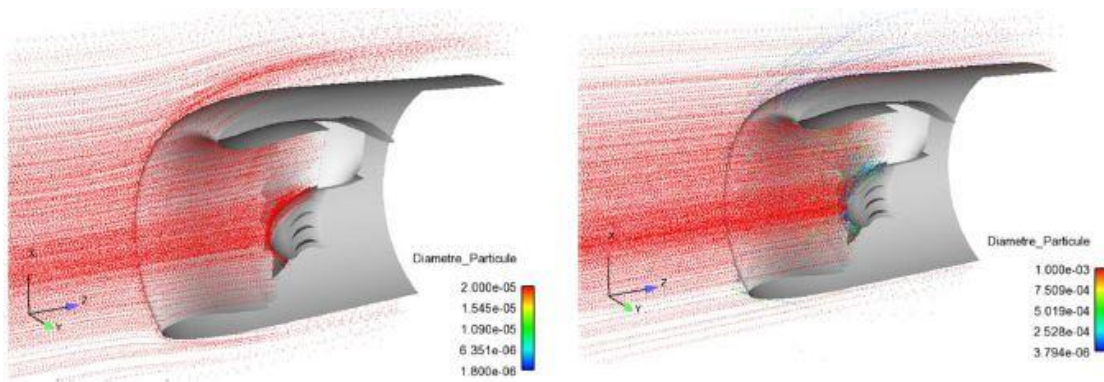 X
Z
Y
Diametre_Particule
2.000e-05
1.545e-05
1.090e-05
6.351e-06
1.800e-06
X
Z
Y
Diametre_Particule
1.000e-03
7.509e-04
5.019e-04
2.528e-04
3.794e-06